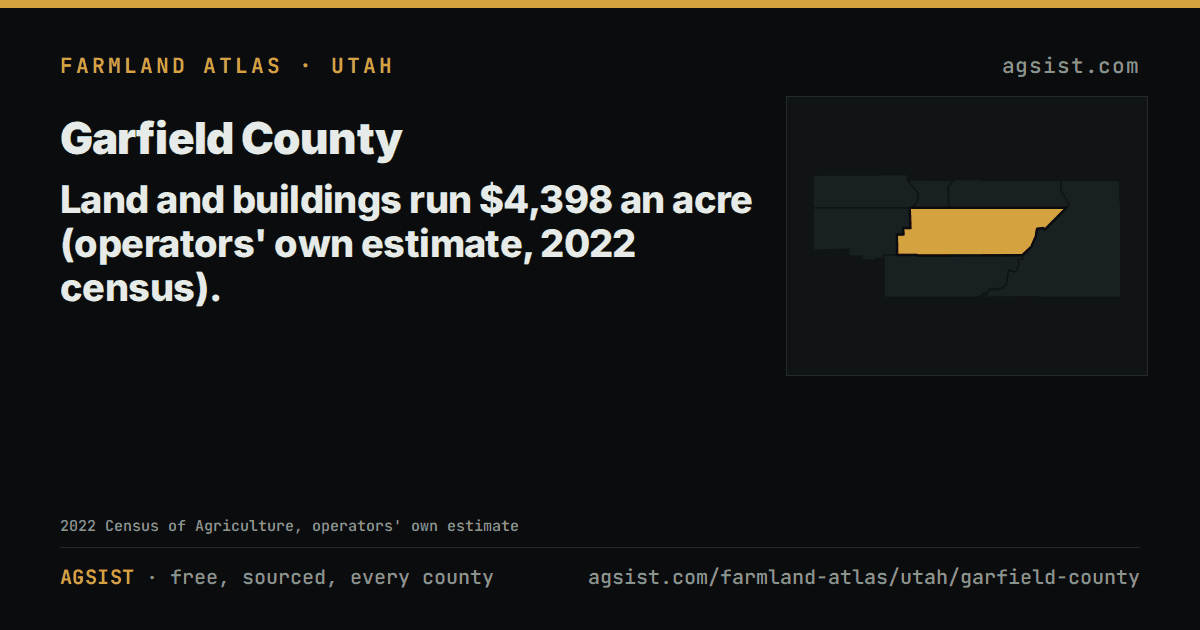 FARMLAND ATLAS · UTAH
agsist.com
Garfield County
Land and buildings run $4,398 an acre
(operators' own estimate, 2022
census).
2022 Census of Agriculture, operators' own estimate
AGSIST · free, sourced, every county
agsist.com/farmland-atlas/utah/garfield-county